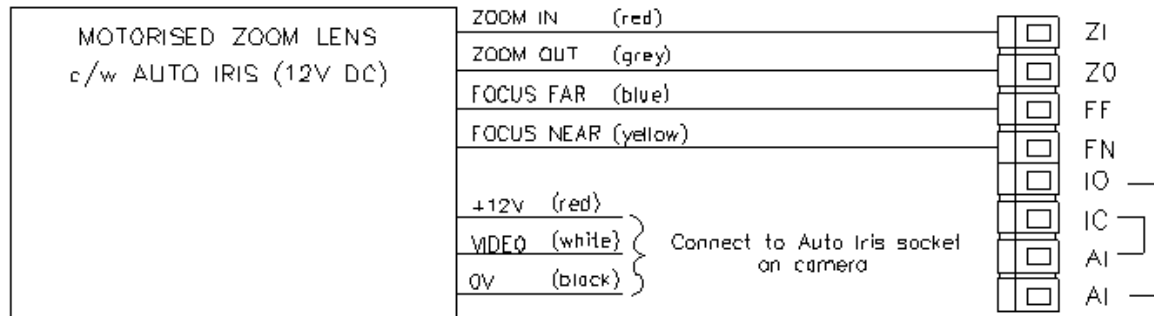 MOTORISED ZOOM LENS
c/w AUTO IRIS (12V DC)
ZOOM IN (red)
ZOOM OUT (grey)
FOCUS FAR (blue)
FOCUS NEAR (yellow)
+12V (red)
VIDEO (white)
0V (black)
Connect to Auto Iris socket
on camera
ZI
ZO
FF
FN
IO
IC
AI
AI